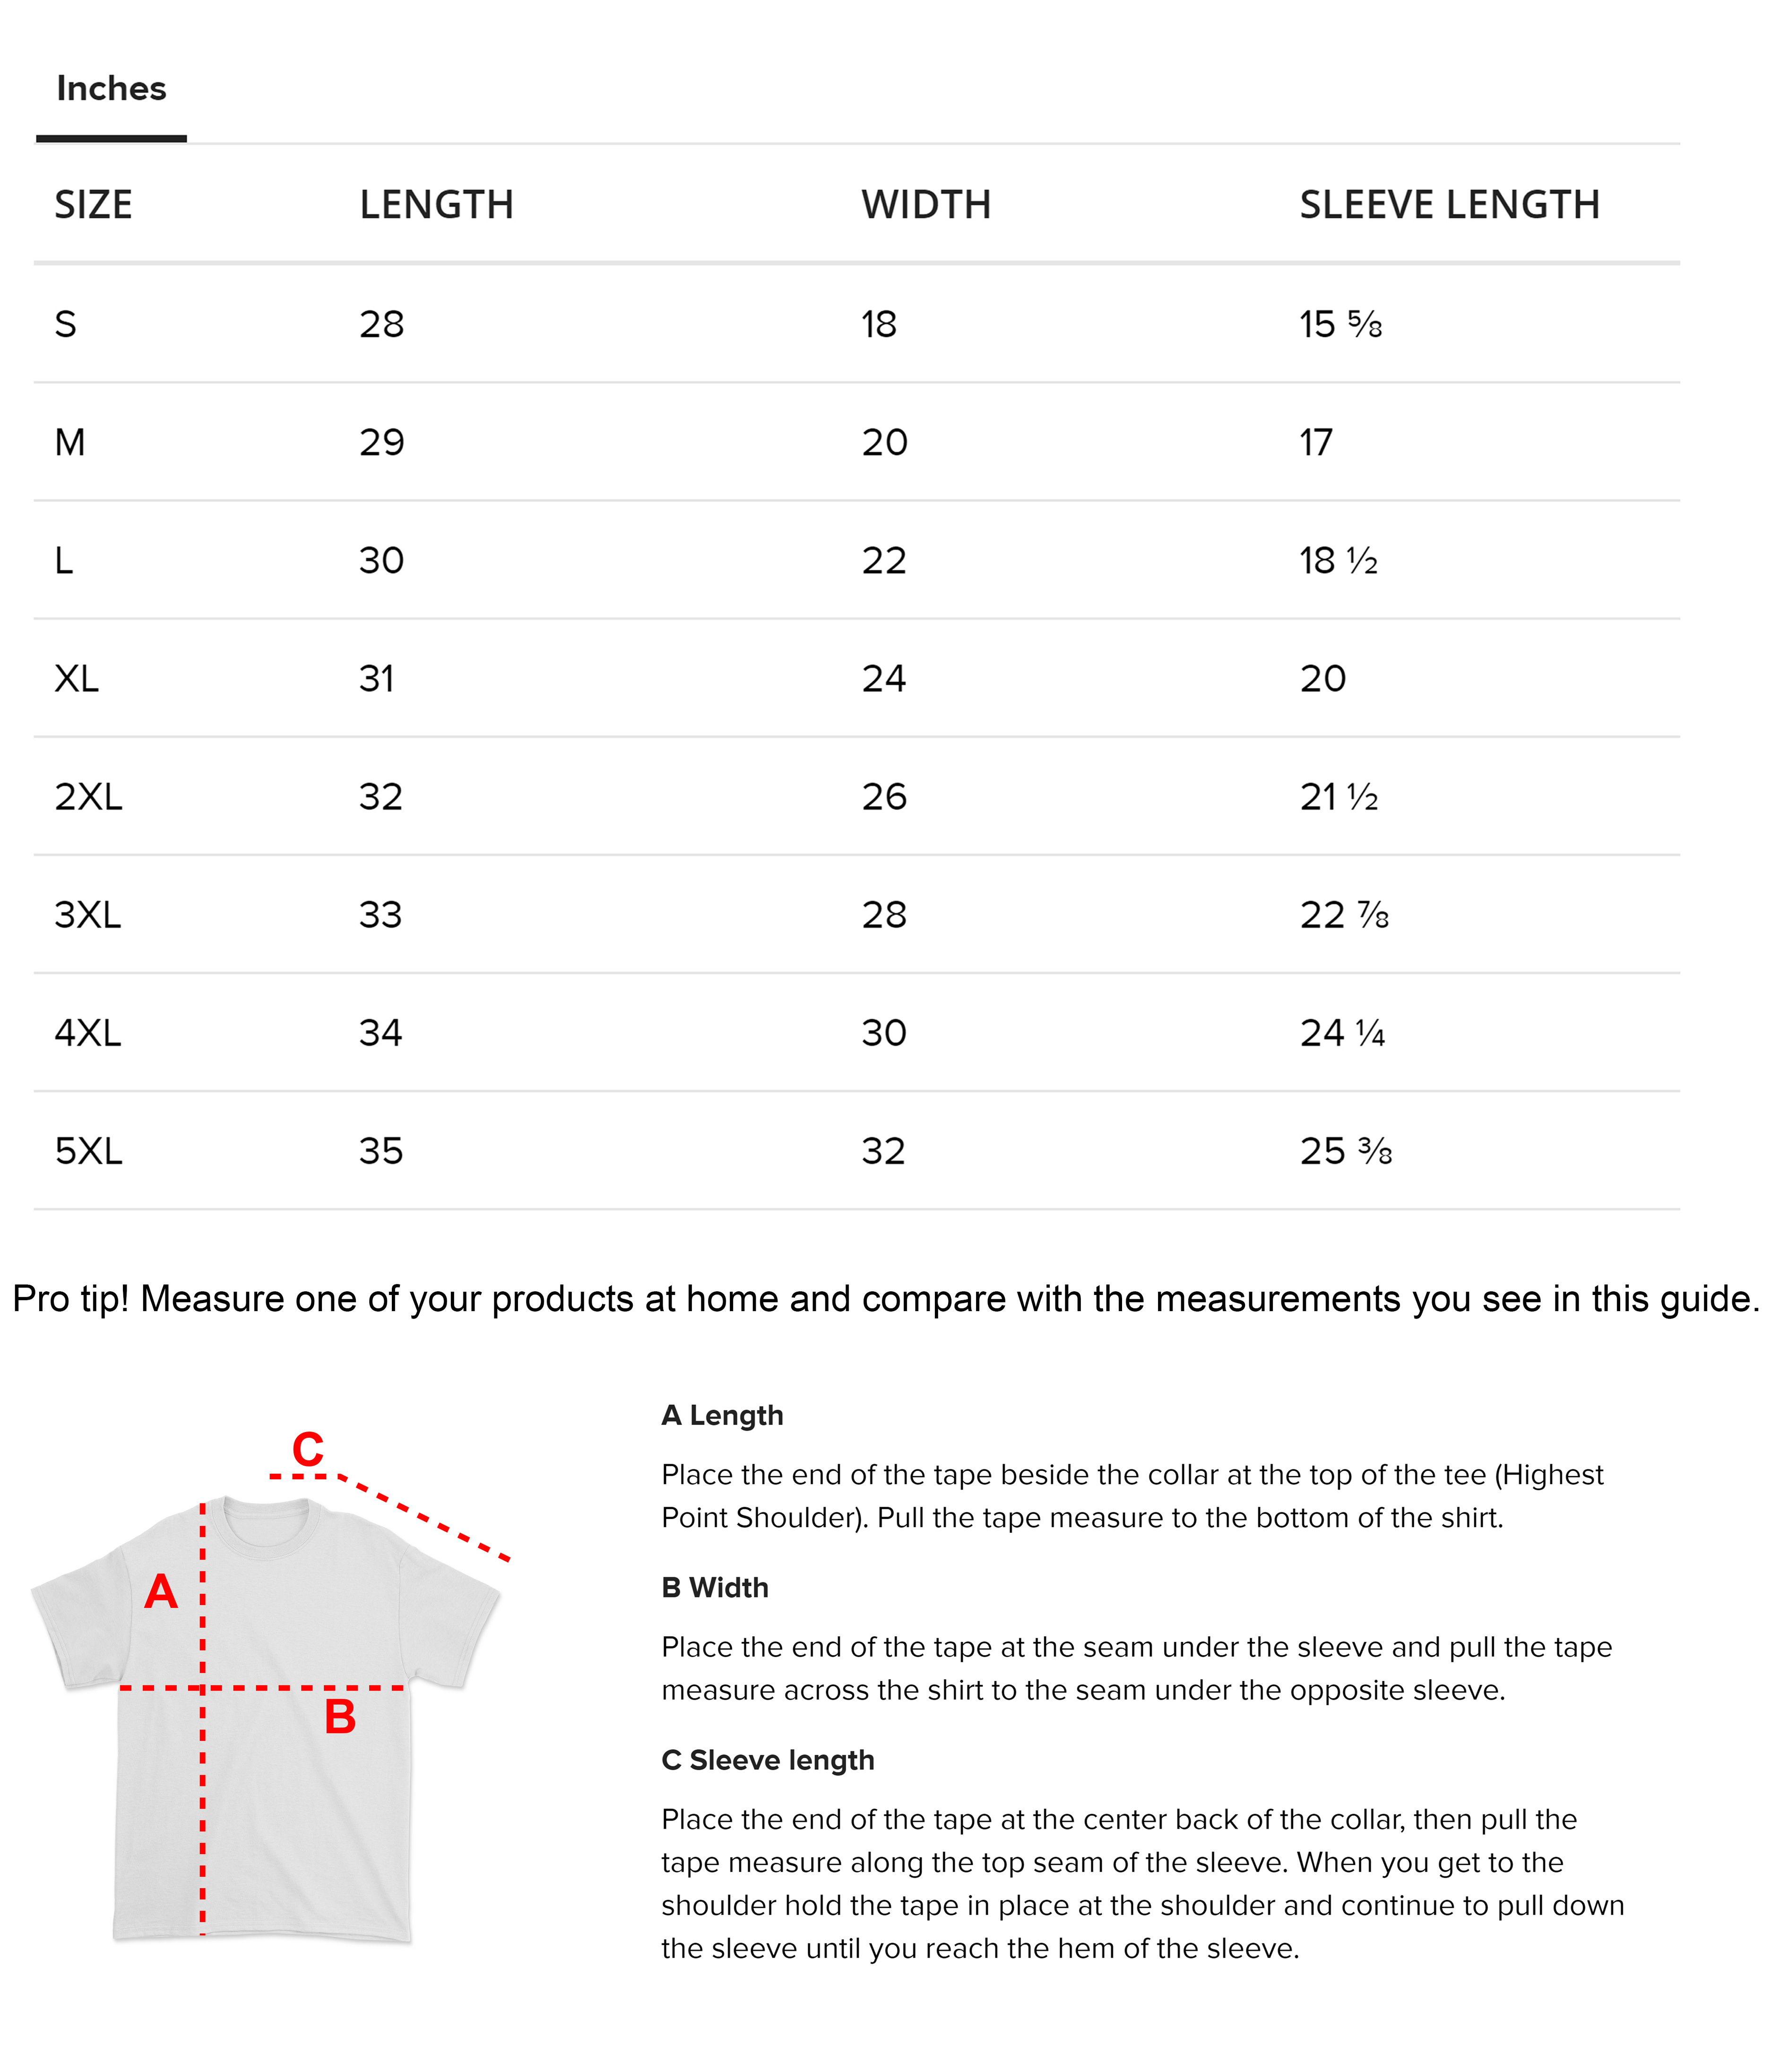 Inches
SIZE LENGTH WIDTH SLEEVE LENGTH
S 28 18 15 ⅝
M 29 20 17
L 30 22 18 ½
XL 31 24 20
2XL 32 26 21 ½
3XL 33 28 22 ⅞
4XL 34 30 24 ¼
5XL 35 32 25 ⅜
Pro tip! Measure one of your products at home and compare with the measurements you see in this guide.
C
A
B
A Length
Place the end of the tape beside the collar at the top of the tee (Highest
Point Shoulder). Pull the tape measure to the bottom of the shirt.
B Width
Place the end of the tape at the seam under the sleeve and pull the tape
measure across the shirt to the seam under the opposite sleeve.
C Sleeve length
Place the end of the tape at the center back of the collar, then pull the
tape measure along the top seam of the sleeve. When you get to the
shoulder hold the tape in place at the shoulder and continue to pull down
the sleeve until you reach the hem of the sleeve.